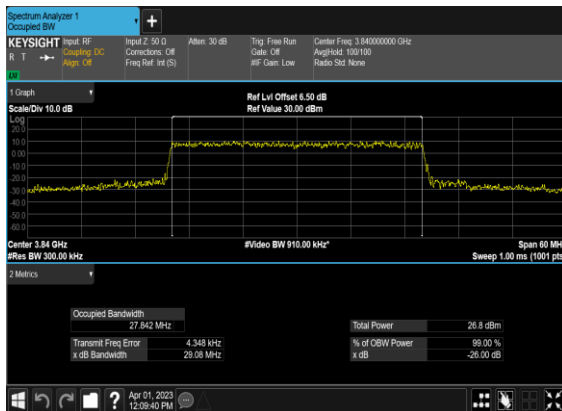 Spectrum Analyzer 1
Occupied BW
+
KEYSIGHT
R T
Input: RF
Coupling: DC
Align: Off
Input Z: 50 Ω
Corrections: Off
Freq Ref: Int (S)
Atten: 30 dB
Trig: Free Run
Gate: Off
#IF Gain: Low
Center Freq: 3.840000000 GHz
Avg|Hold: 100/100
Radio Std: None
1 Graph
Scale/Div 10.0 dB
Ref Lvl Offset 6.50 dB
Ref Value 30.00 dBm
Log
20.0
10.0
0.00
-10.0
-20.0
-30.0
-40.0
-50.0
-60.0
Center 3.84 GHz
#Res BW 300.00 kHz
#Video BW 910.00 kHz*
Span 60 MH
Sweep 1.00 ms (1001 pts
2 Metrics
Occupied Bandwidth
27.842 MHz
Transmit Freq Error 4.348 kHz
x dB Bandwidth 29.08 MHz
Total Power 26.8 dBm
% of OBW Power 99.00 %
x dB -26.00 dB
?
Apr 01, 2023
12:09:40 PM